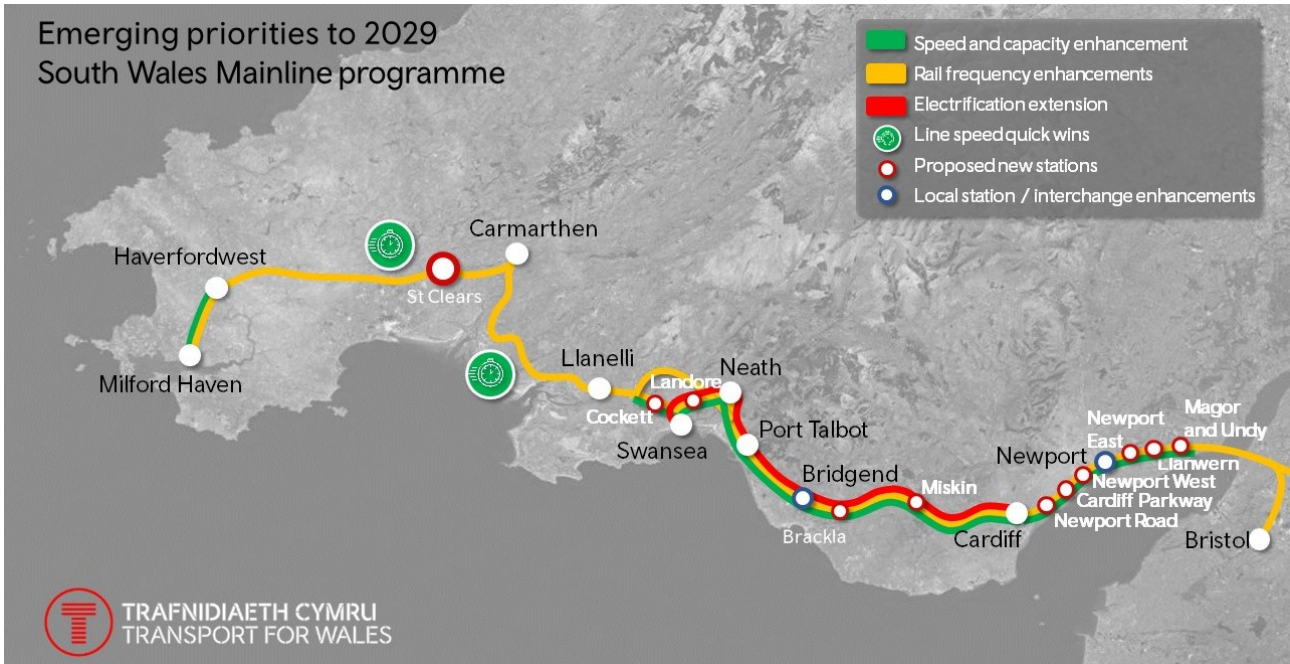 Emerging priorities to 2029
South Wales Mainline programme
Speed and capacity enhancement
Rail frequency enhancements
Electrification extension
Line speed quick wins
Proposed new stations
Local station / interchange enhancements
Haverfordwest
Milford Haven
St Clears
Carmarthen
Llanelli
Cockett
Landore
Swansea
Neath
Port Talbot
Bridgend
Brackla
Miskin
Cardiff
Newport Road
Cardiff Parkway
Newport West
Newport
Newport
East
Llanwern
Magor
and Undy
Bristol
T
TRAFNIDIAETH CYMRU
TRANSPORT FOR WALES